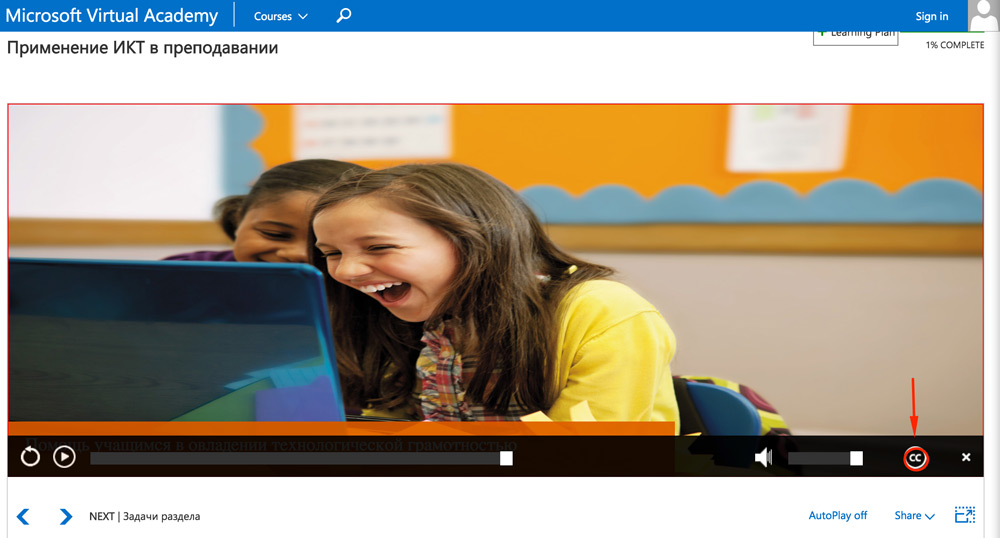 Microsoft Virtual Academy
Courses
Sign in
Применение ИКТ в преподавании
+ Learning Plan
1% COMPLETE
Помощь учащимся в овладении технологической грамотностью
CC
NEXT | Задачи раздела
AutoPlay off
Share